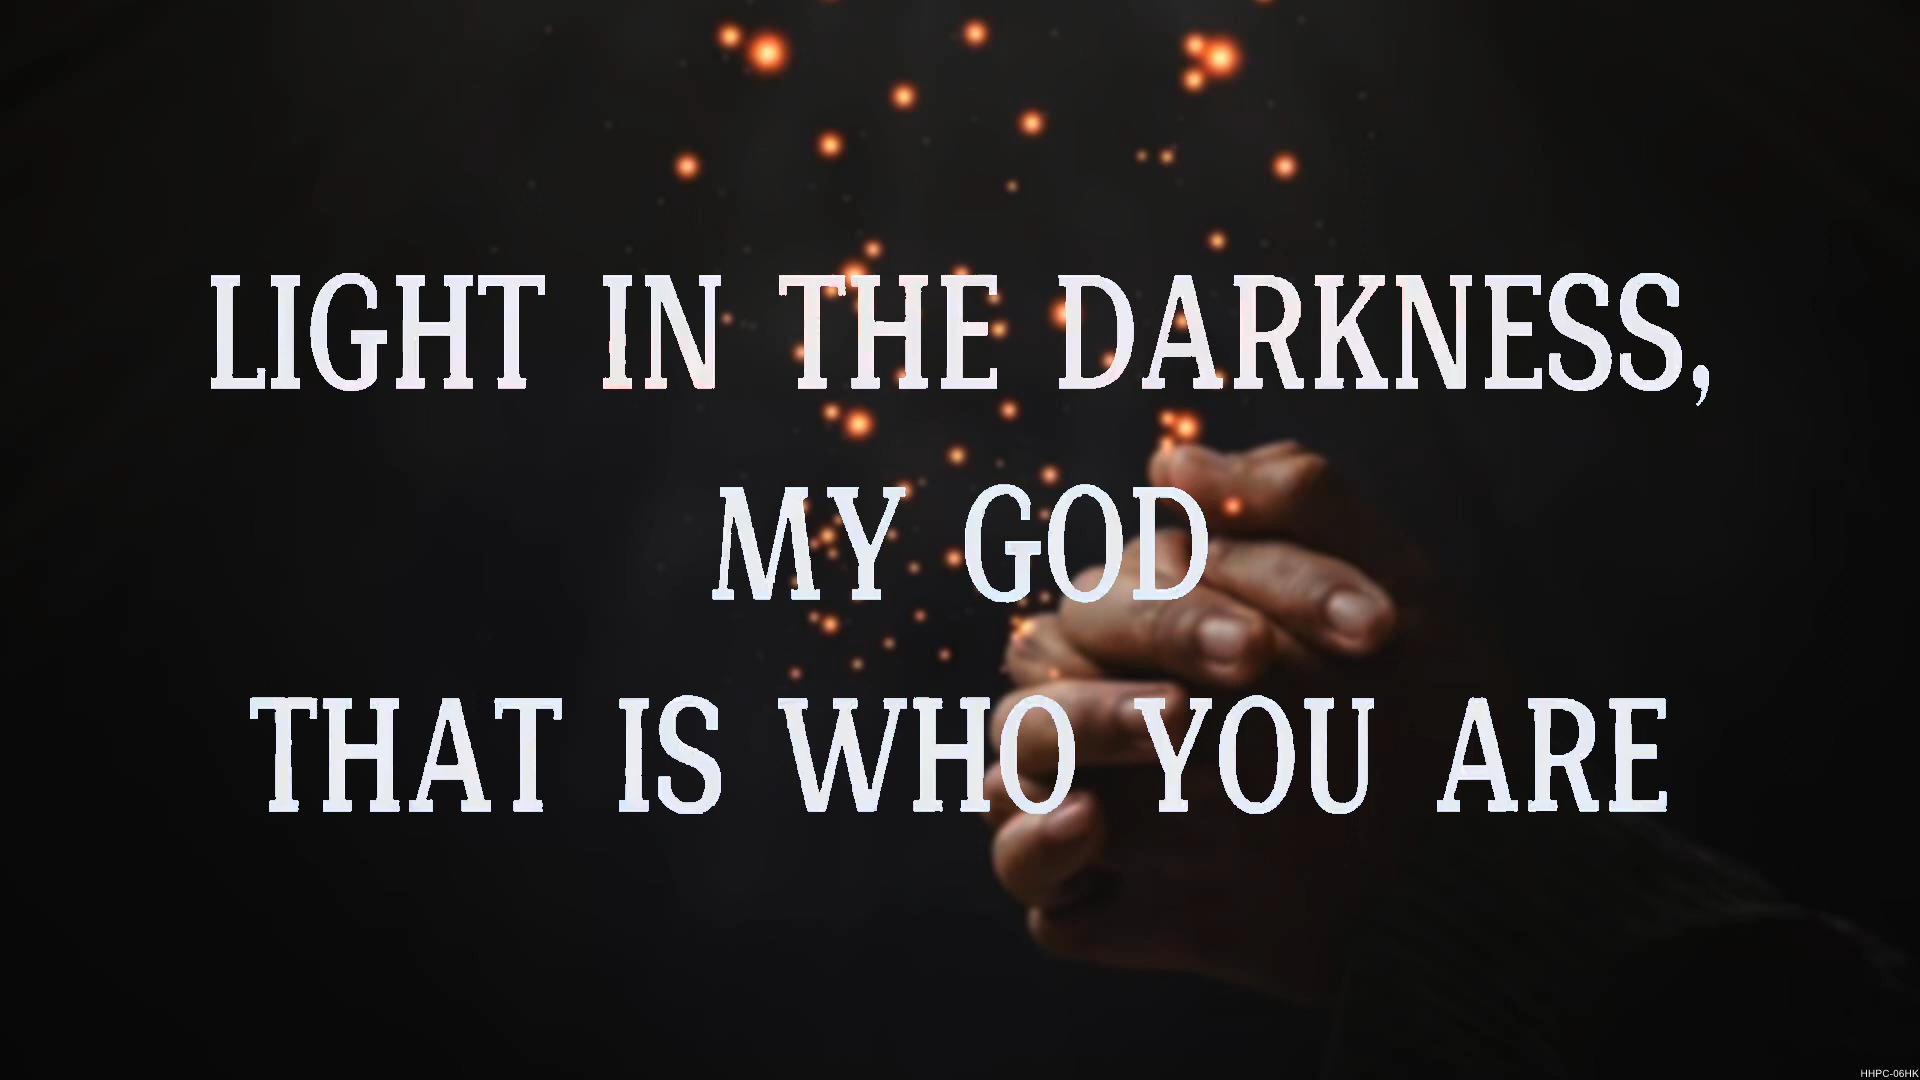 LIGHT IN THE DARKNESS,
MY GOD
THAT IS WHO YOU ARE
HHPC-06HK